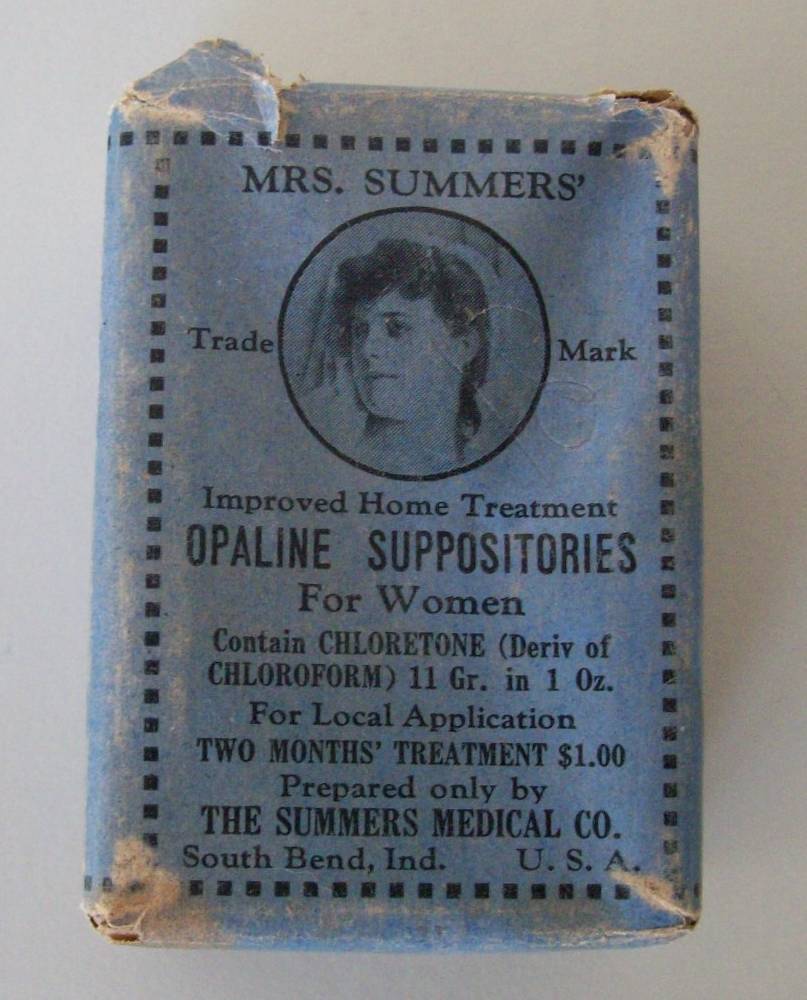 MRS. SUMMERS'
Trade Mark
Improved Home Treatment
OPALINE SUPPOSITORIES
For Women
Contain CHLORETONE (Deriv of
CHLOROFORM) 11 Gr. in 1 Oz.
For Local Application
TWO MONTHS' TREATMENT $1.00
Prepared only by
THE SUMMERS MEDICAL CO.
South Bend, Ind. U. S. A.